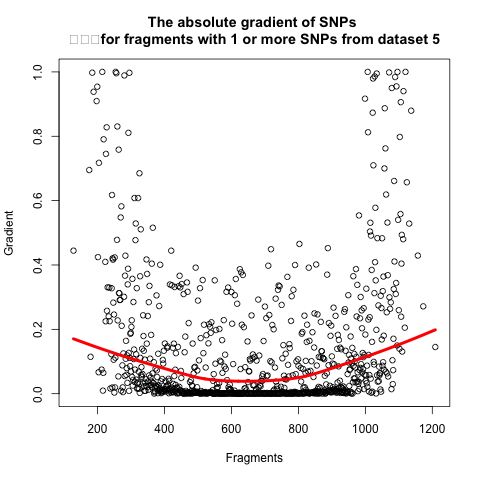 The absolute gradient of SNPs
□□□for fragments with 1 or more SNPs from dataset 5
1.0
0.8
0.6
0.4
0.2
0.0
Gradient
200 400 600 800 1000 1200
Fragments